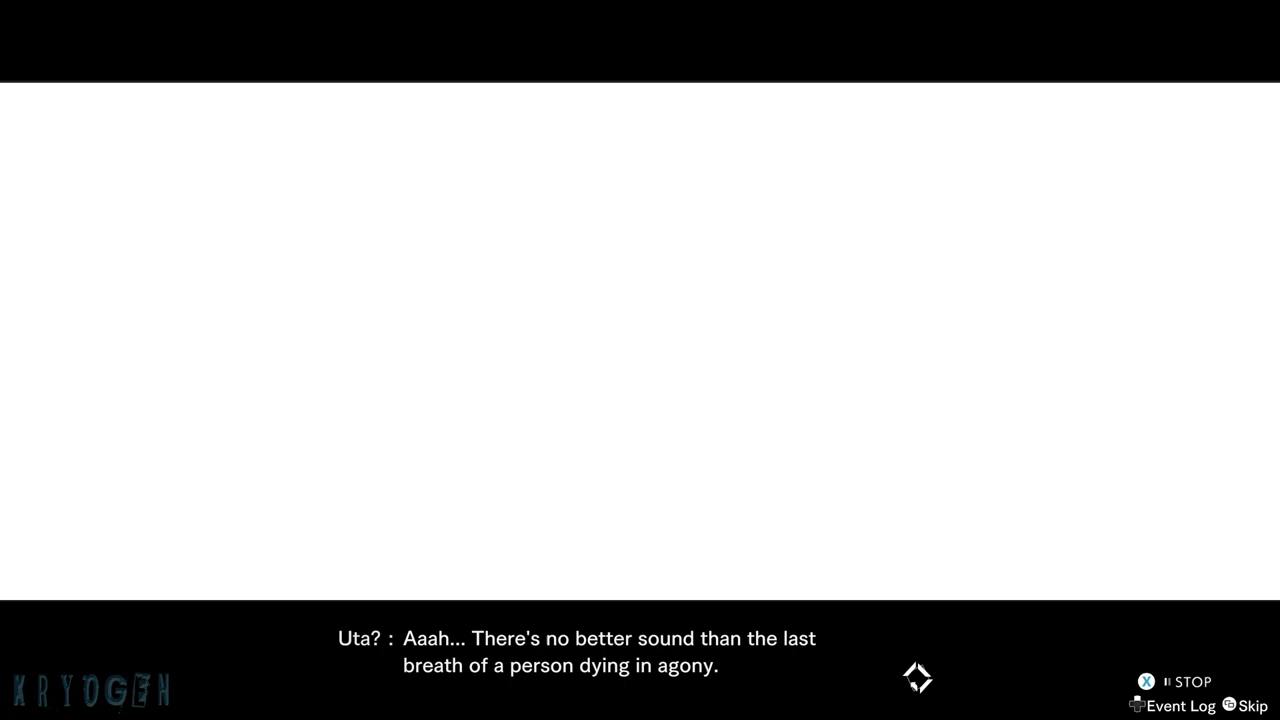 Uta? : Aaah... There's no better sound than the last
breath of a person dying in agony.
KRYOGEN
X STOP
Event Log Skip